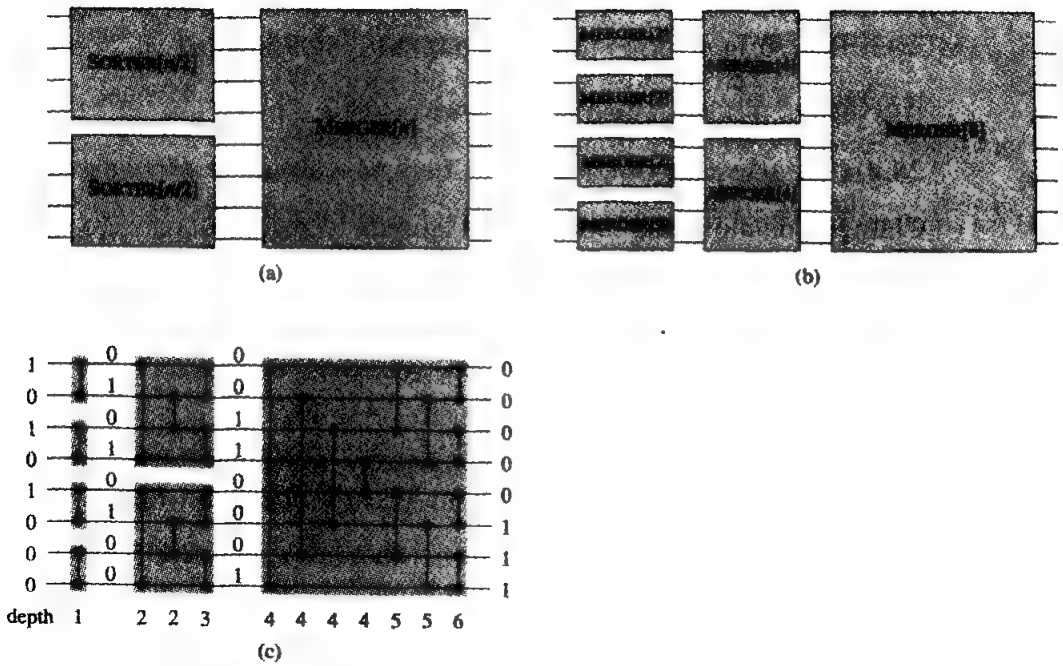 SORTER[n/2]
SORTER[n/2]
MERGER[n]
(a)
MERGER[8]
(b)
1 0 0 0
0 1 0 0
1 0 1 0
0 1 1 0
1 0 0 0
0 1 0 1
0 0 0 1
0 0 1 1
depth 1 2 2 3 4 4 4 4 5 5 6
(c)